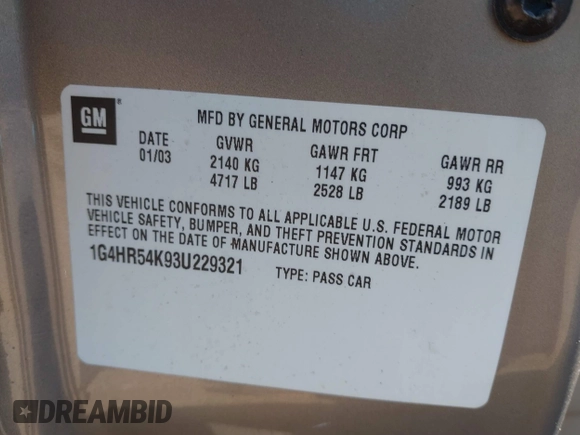 GM ®
MFD BY GENERAL MOTORS CORP
DATE GVWR GAWR FRT GAWR RR
01/03 2140 KG 1147 KG 993 KG
4717 LB 2528 LB 2189 LB
THIS VEHICLE CONFORMS TO ALL APPLICABLE U.S. FEDERAL MOTOR
VEHICLE SAFETY, BUMPER, AND THEFT PREVENTION STANDARDS IN
EFFECT ON THE DATE OF MANUFACTURE SHOWN ABOVE.
1G4HR54K93U229321 TYPE: PASS CAR
DREAMBID